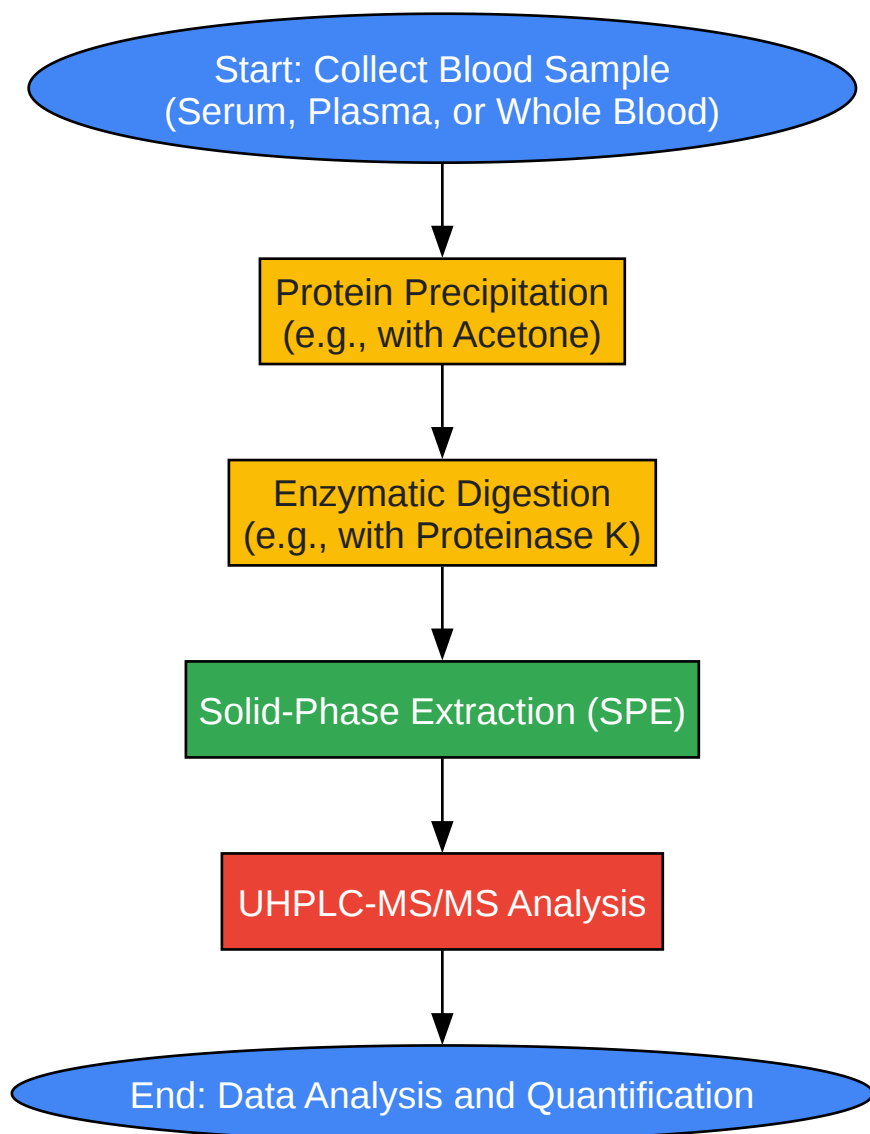 Start: Collect Blood Sample
(Serum, Plasma, or Whole Blood)
Protein Precipitation
(e.g., with Acetone)
Enzymatic Digestion
(e.g., with Proteinase K)
Solid-Phase Extraction (SPE)
UHPLC-MS/MS Analysis
End: Data Analysis and Quantification